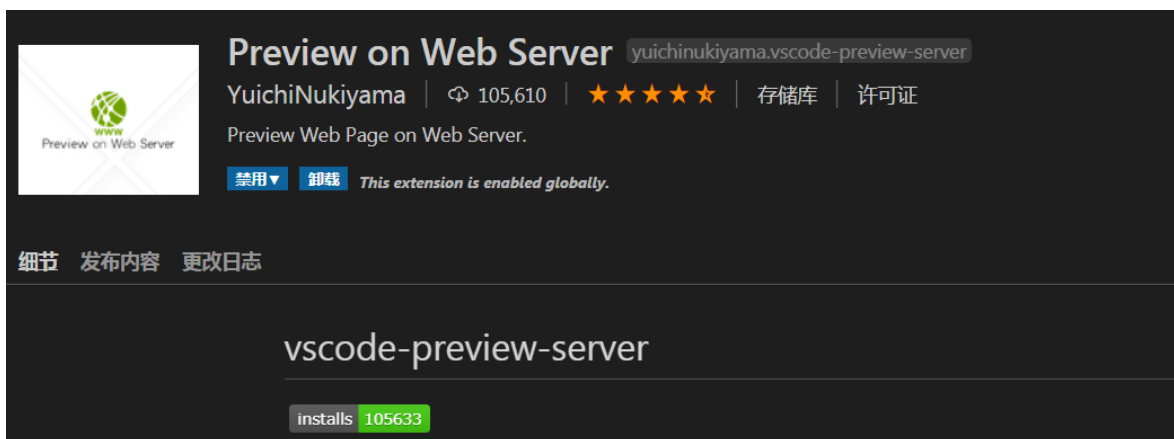 Preview on Web Server yuichinukiyama.vscode-preview-server
YuichiNukiyama 105,610 存储库 许可证
www
Preview on Web Server
Preview Web Page on Web Server.
禁用▼ 卸载 This extension is enabled globally.
细节 发布内容 更改日志
vscode-preview-server
installs 105633